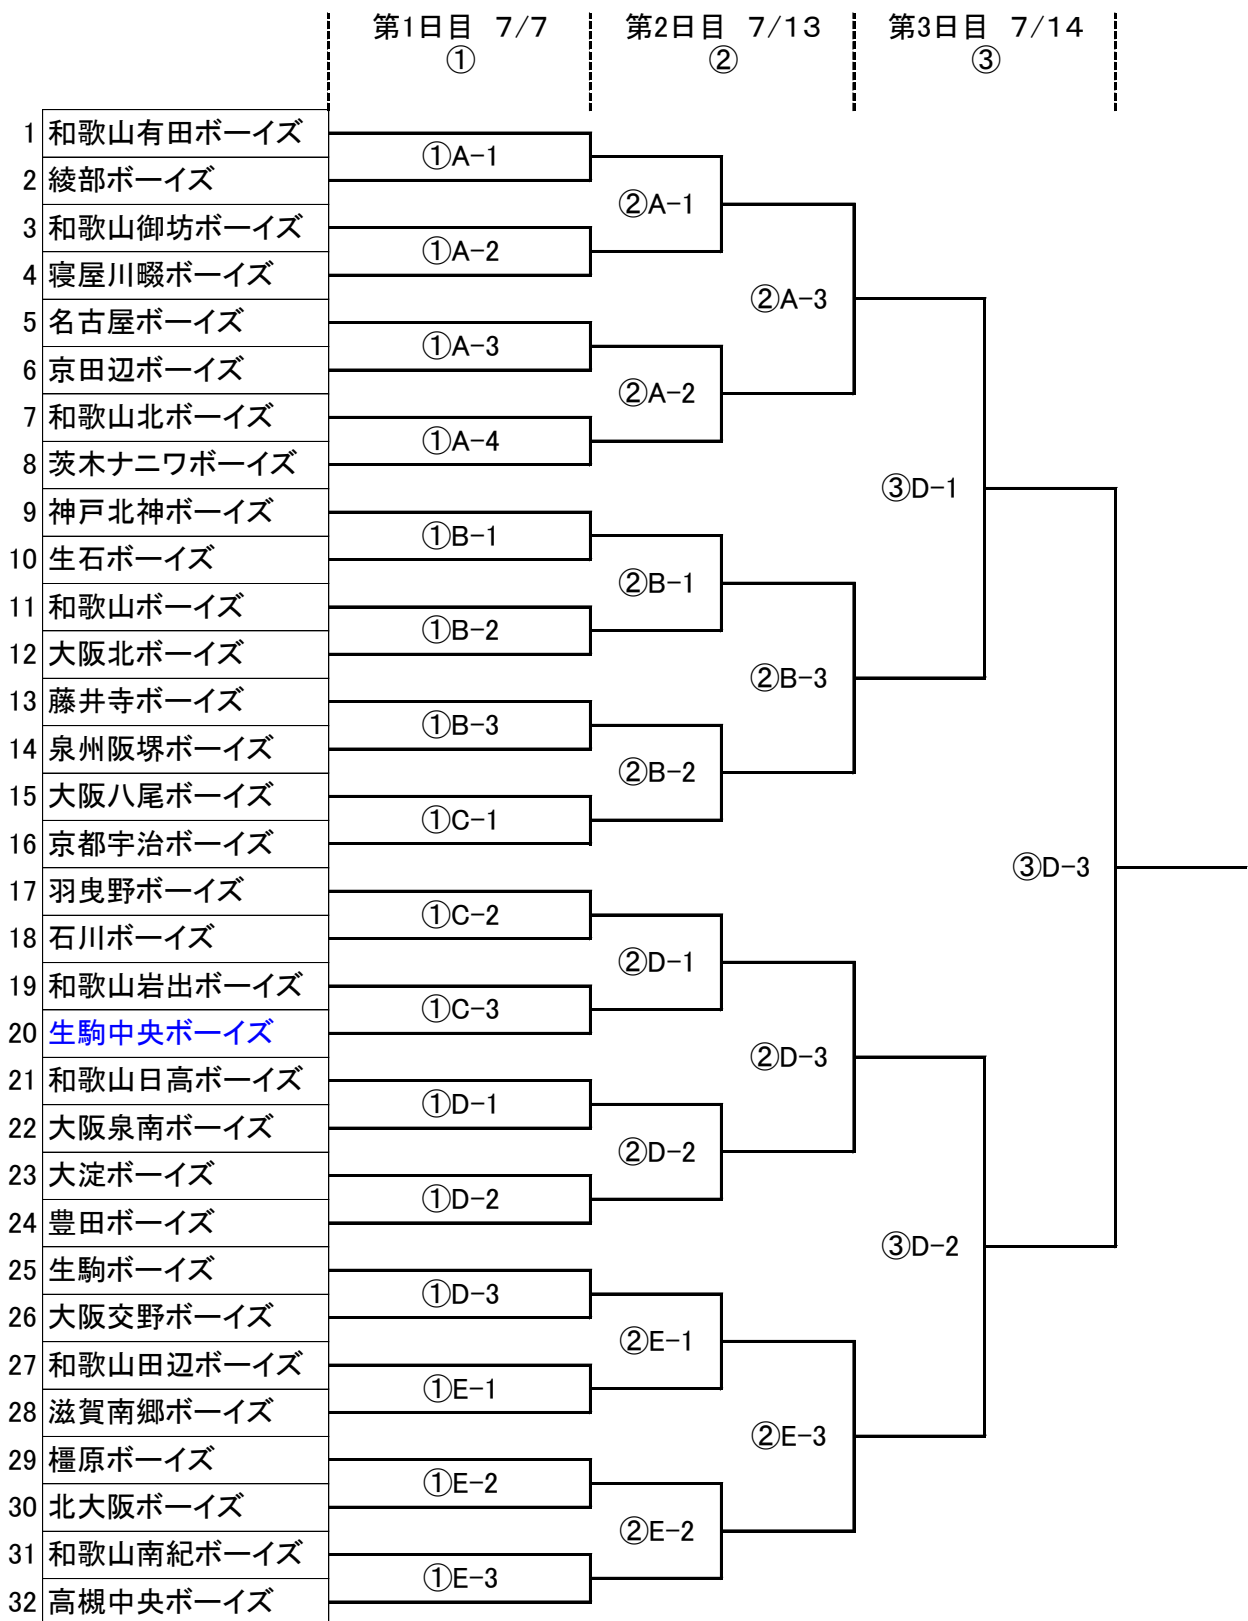 第1日目 7/7 第2日目 7/13 第3日目 7/14
① ② ③
1 和歌山有田ボーイズ
①A-1
2 綾部ボーイズ
②A-1
3 和歌山御坊ボーイズ
①A-2
4 寝屋川畷ボーイズ
②A-3
5 名古屋ボーイズ
①A-3
6 京田辺ボーイズ
②A-2
7 和歌山北ボーイズ
①A-4
8 茨木ナニワボーイズ
③D-1
9 神戸北神ボーイズ
①B-1
10 生石ボーイズ
②B-1
11 和歌山ボーイズ
①B-2
12 大阪北ボーイズ
②B-3
13 藤井寺ボーイズ
①B-3
14 泉州阪堺ボーイズ
②B-2
15 大阪八尾ボーイズ
①C-1
16 京都宇治ボーイズ
③D-3
17 羽曳野ボーイズ
①C-2
18 石川ボーイズ
②D-1
19 和歌山岩出ボーイズ
①C-3
20 生駒中央ボーイズ
②D-3
21 和歌山日高ボーイズ
①D-1
22 大阪泉南ボーイズ
②D-2
23 大淀ボーイズ
①D-2
24 豊田ボーイズ
③D-2
25 生駒ボーイズ
①D-3
26 大阪交野ボーイズ
②E-1
27 和歌山田辺ボーイズ
①E-1
28 滋賀南郷ボーイズ
②E-3
29 橿原ボーイズ
①E-2
30 北大阪ボーイズ
②E-2
31 和歌山南紀ボーイズ
①E-3
32 高槻中央ボーイズ